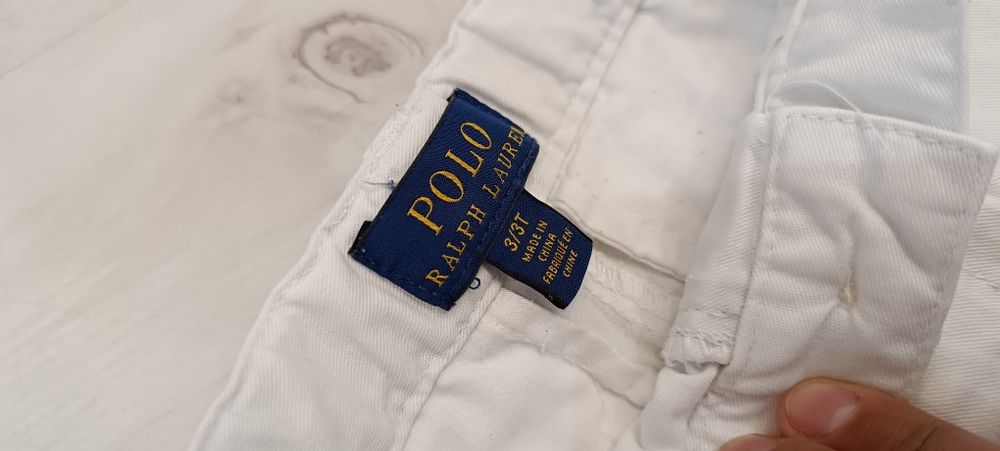 POLO
RALPH LAUREN
3/3T
MADE IN
CHINA
FABRIQUÉ EN
CHINE